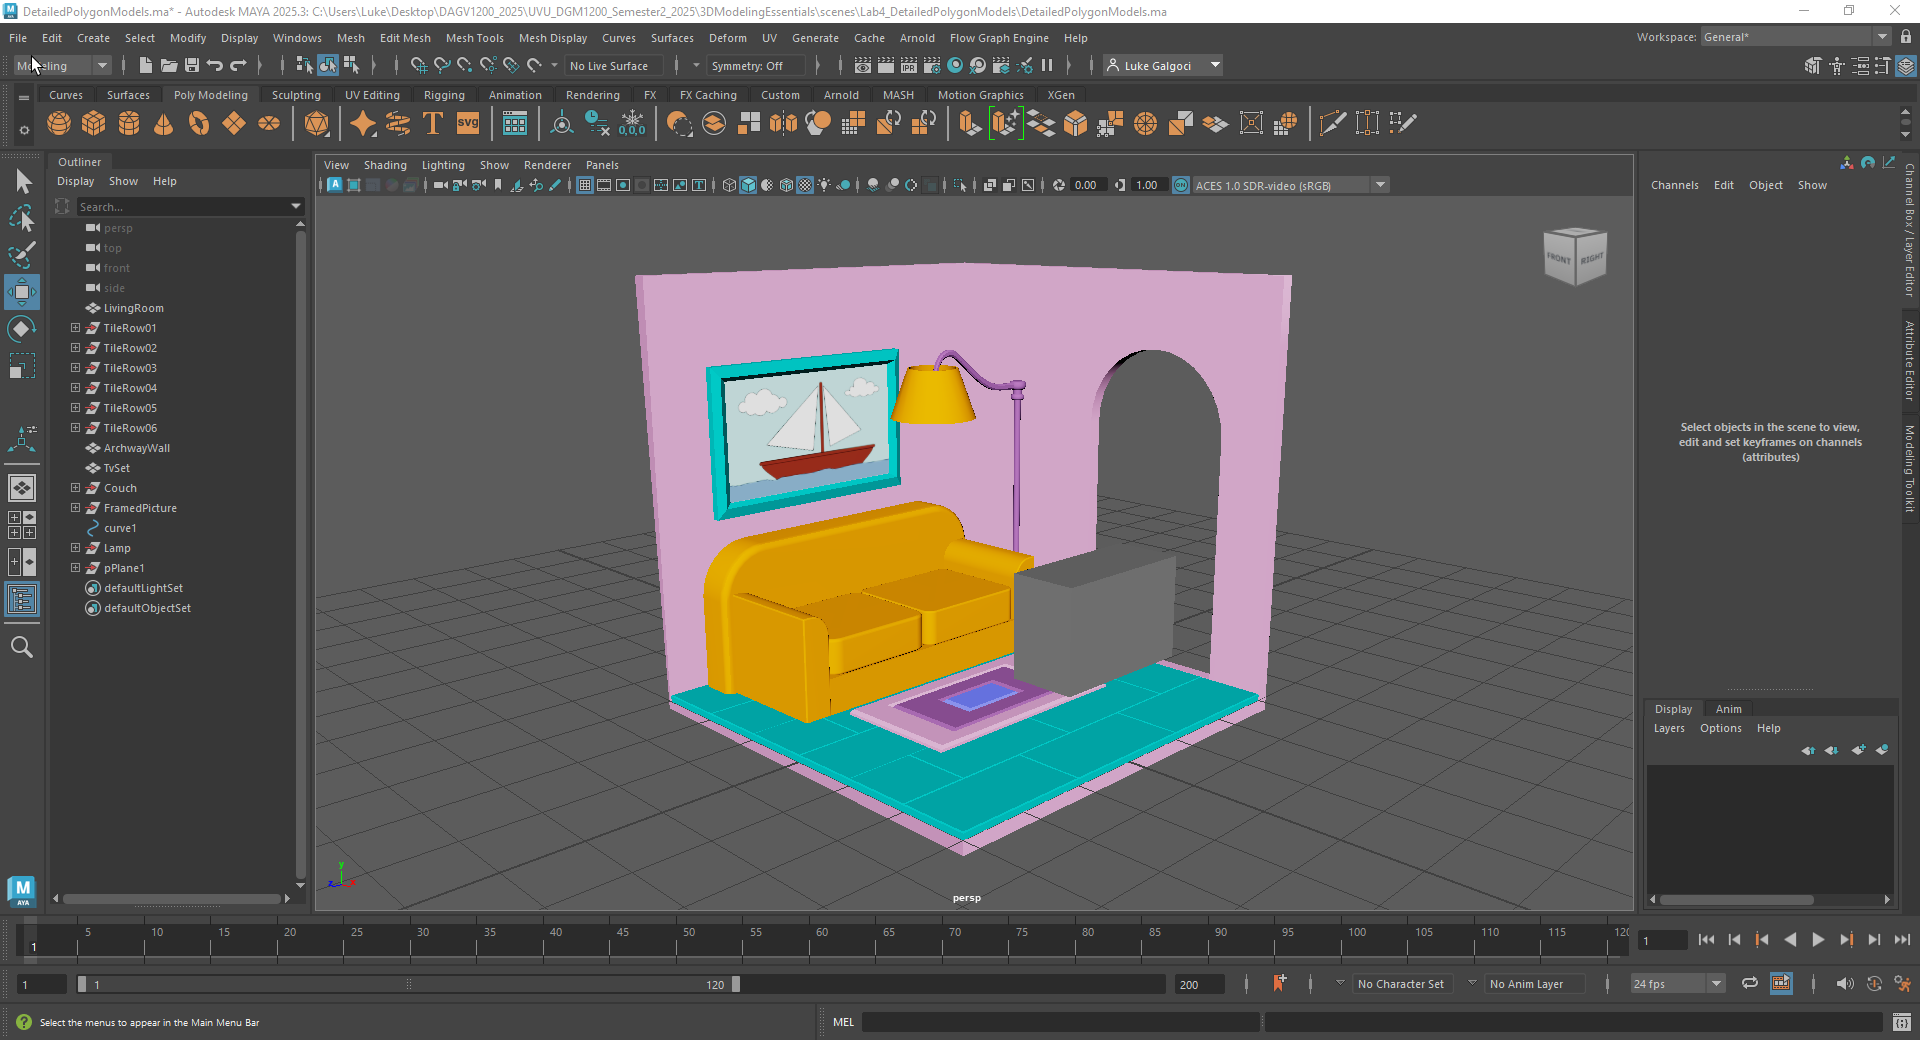 DetailedPolygonModels.ma* - Autodesk MAYA 2025.3: C:\Users\Luke\Desktop\DAGV1200_2025\UVU_DGM1200_Semester2_2025\3DModelingEssentials\scenes\Lab4_DetailedPolygonModels\DetailedPolygonModels.ma
File Edit Create Select Modify Display Windows Mesh Edit Mesh Mesh Tools Mesh Display Curves Surfaces Deform UV Generate Cache Arnold Flow Graph Engine Help
Workspace: General*
No Live Surface Symmetry: Off Luke Galgoci
Curves Surfaces Poly Modeling Sculpting UV Editing Rigging Animation Rendering FX FX Caching Custom Arnold MASH Motion Graphics XGen
Outliner
Display Show Help
Search...
persp
top
front
side
LivingRoom
TileRow01
TileRow02
TileRow03
TileRow04
TileRow05
TileRow06
ArchwayWall
TvSet
Couch
FramedPicture
curve1
Lamp
pPlane1
defaultLightSet
defaultObjectSet
View Shading Lighting Show Renderer Panels
0.00 1.00 ACES 1.0 SDR-video (sRGB)
FRONT RIGHT
persp
y
z x
Channels Edit Object Show
Select objects in the scene to view,
edit and set keyframes on channels
(attributes)
Channel Box / Layer Editor
Attribute Editor
Modeling Toolkit
Display Anim
Layers Options Help
5 10 15 20 25 30 35 40 45 50 55 60 65 70 75 80 85 90 95 100 105 110 115 120
1
1
1 1 120 200 No Character Set No Anim Layer 24 fps
Select the menus to appear in the Main Menu Bar
MEL